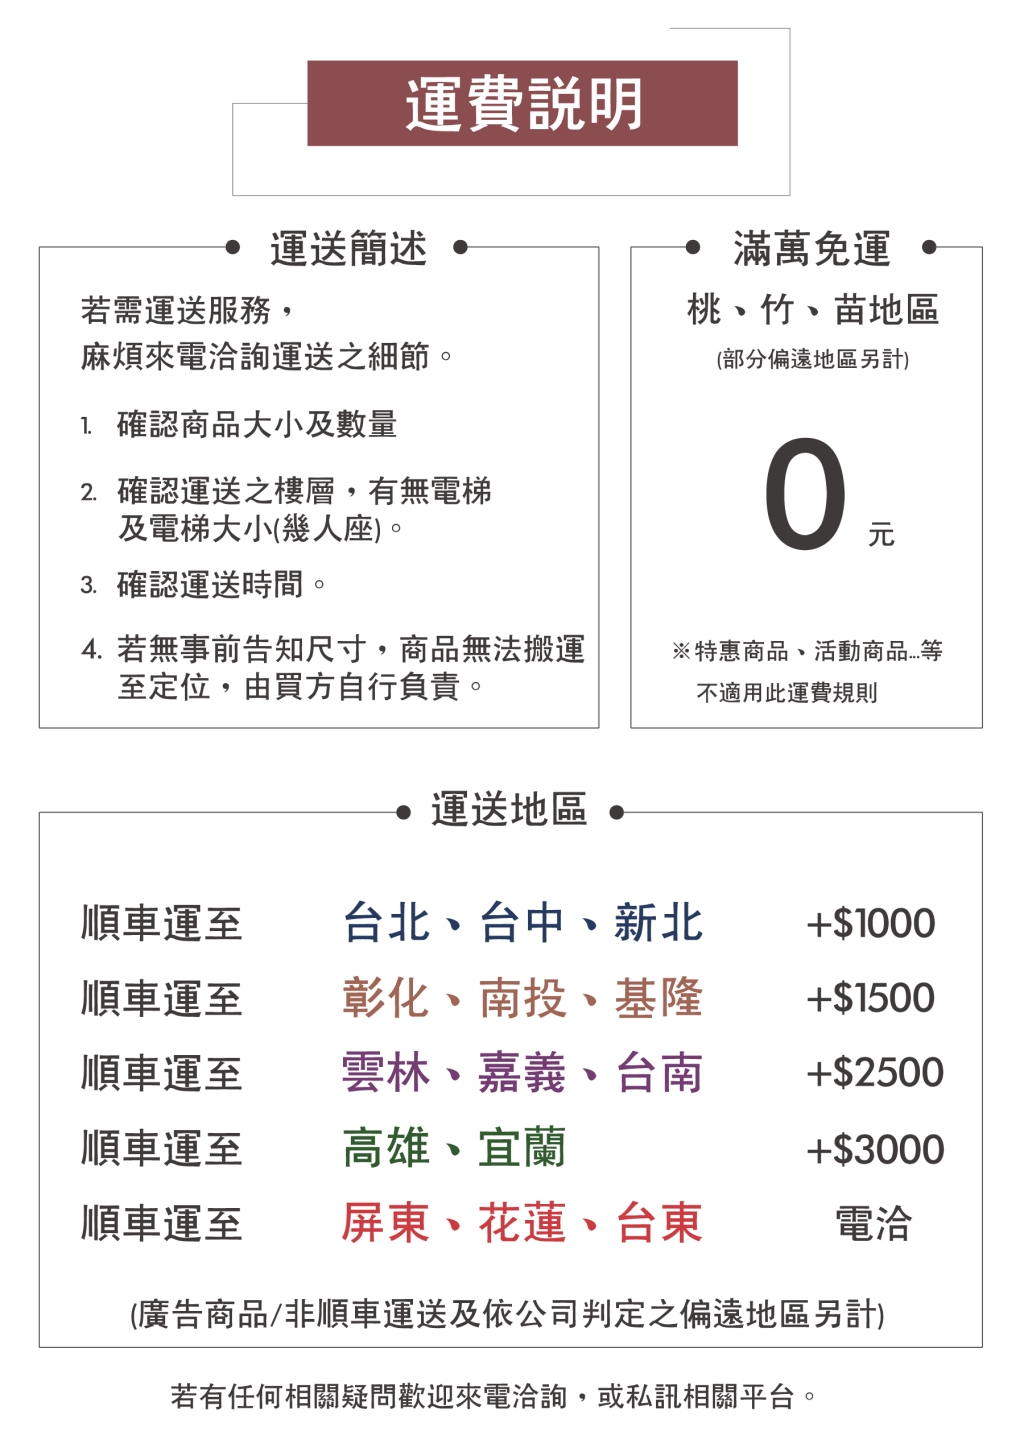 運費説明
運送簡述
若需運送服務，
麻煩來電洽詢運送之細節。
1. 確認商品大小及數量
2. 確認運送之樓層，有無電梯
及電梯大小(幾人座)。
3. 確認運送時間。
4. 若無事前告知尺寸，商品無法搬運
至定位，由買方自行負責。
滿萬免運
桃、竹、苗地區
(部分偏遠地區另計)
0元
※特惠商品、活動商品...等
不適用此運費規則
運送地區
順車運至 台北、台中、新北 +$1000
順車運至 彰化、南投、基隆 +$1500
順車運至 雲林、嘉義、台南 +$2500
順車運至 高雄、宜蘭 +$3000
順車運至 屏東、花蓮、台東 電洽
(廣告商品/非順車運送及依公司判定之偏遠地區另計)
若有任何相關疑問歡迎來電洽詢，或私訊相關平台。